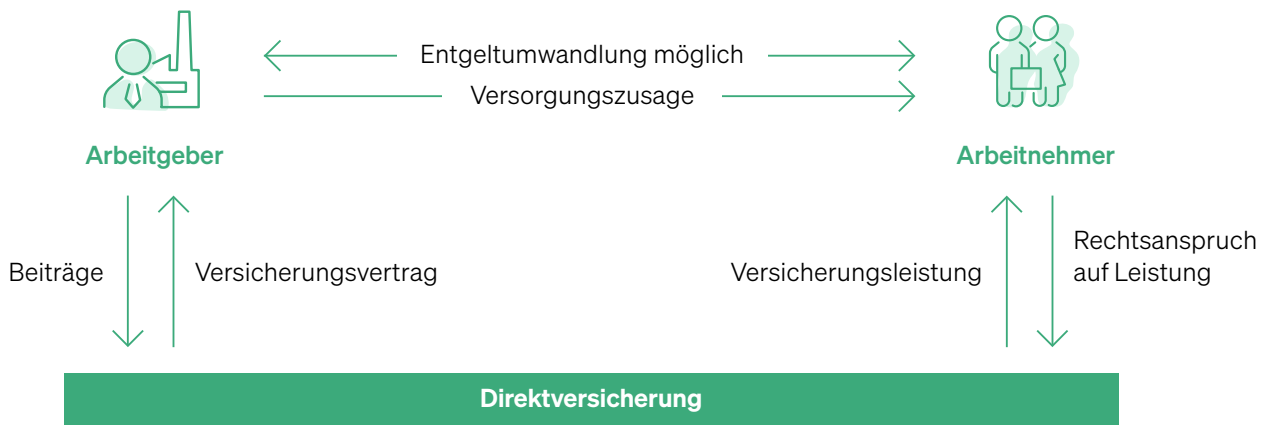 Entgeltumwandlung möglich
Versorgungszusage
Arbeitgeber
Arbeitnehmer
Beiträge
Versicherungsvertrag
Versicherungsleistung
Rechtsanspruch
auf Leistung
Direktversicherung